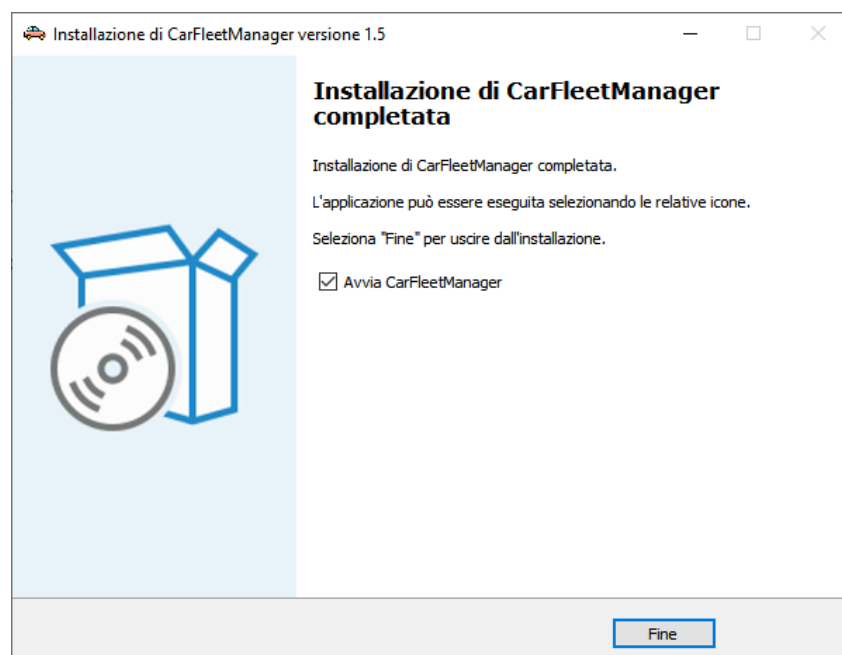 Installazione di CarFleetManager versione 1.5
Installazione di CarFleetManager
completata
Installazione di CarFleetManager completata.
L'applicazione può essere eseguita selezionando le relative icone.
Seleziona "Fine" per uscire dall'installazione.
Avvia CarFleetManager
Fine